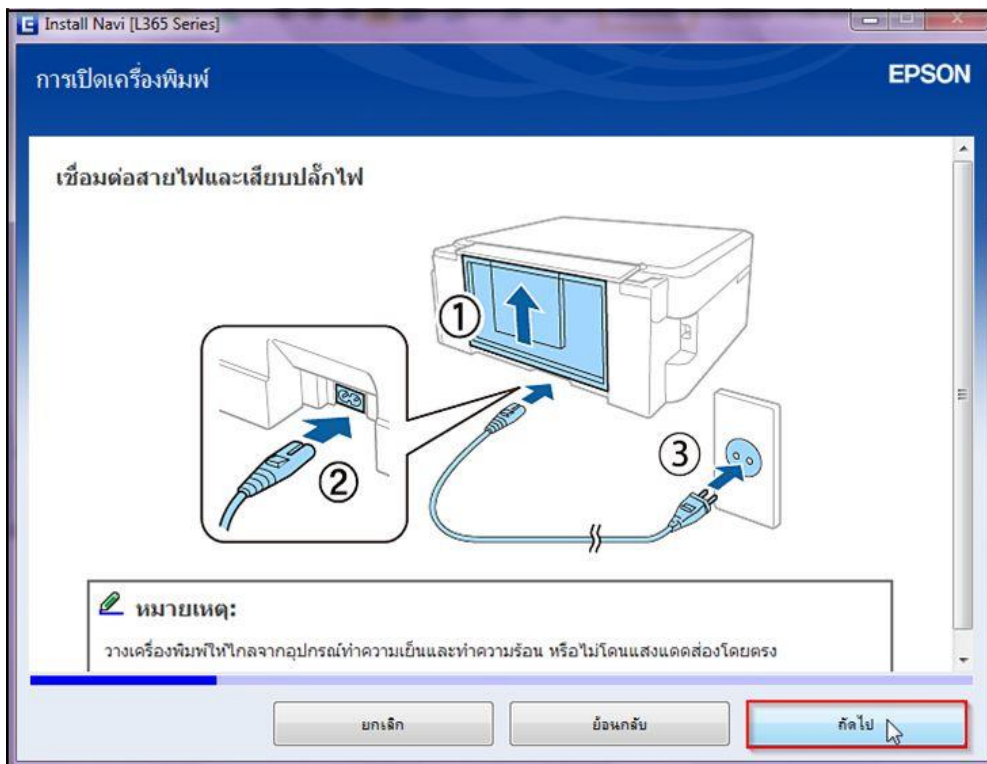 Install Navi [L365 Series]
การเปิดเครื่องพิมพ์
EPSON
เชื่อมต่อสายไฟและเสียบปลั๊กไฟ
①
②
③
หมายเหตุ:
วางเครื่องพิมพ์ให้ไกลจากอุปกรณ์ทำความเย็นและทำความร้อน หรือไม่โดนแสงแดดส่องโดยตรง
ยกเลิก
ย้อนกลับ
ถัดไป